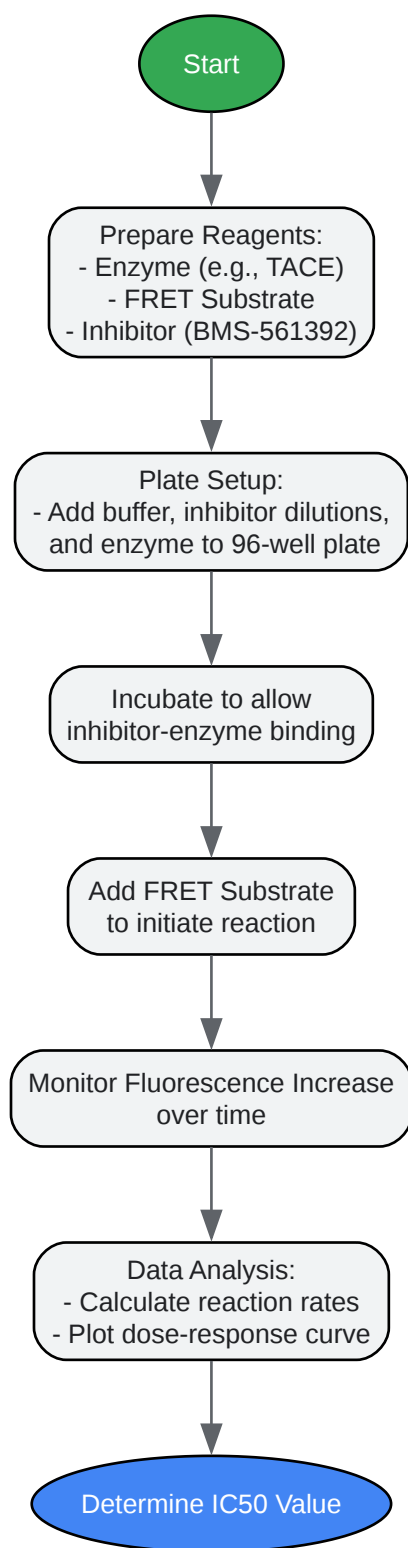 Start
Prepare Reagents:
- Enzyme (e.g., TACE)
- FRET Substrate
- Inhibitor (BMS-561392)
Plate Setup:
- Add buffer, inhibitor dilutions,
and enzyme to 96-well plate
Incubate to allow
inhibitor-enzyme binding
Add FRET Substrate
to initiate reaction
Monitor Fluorescence Increase
over time
Data Analysis:
- Calculate reaction rates
- Plot dose-response curve
Determine IC50 Value